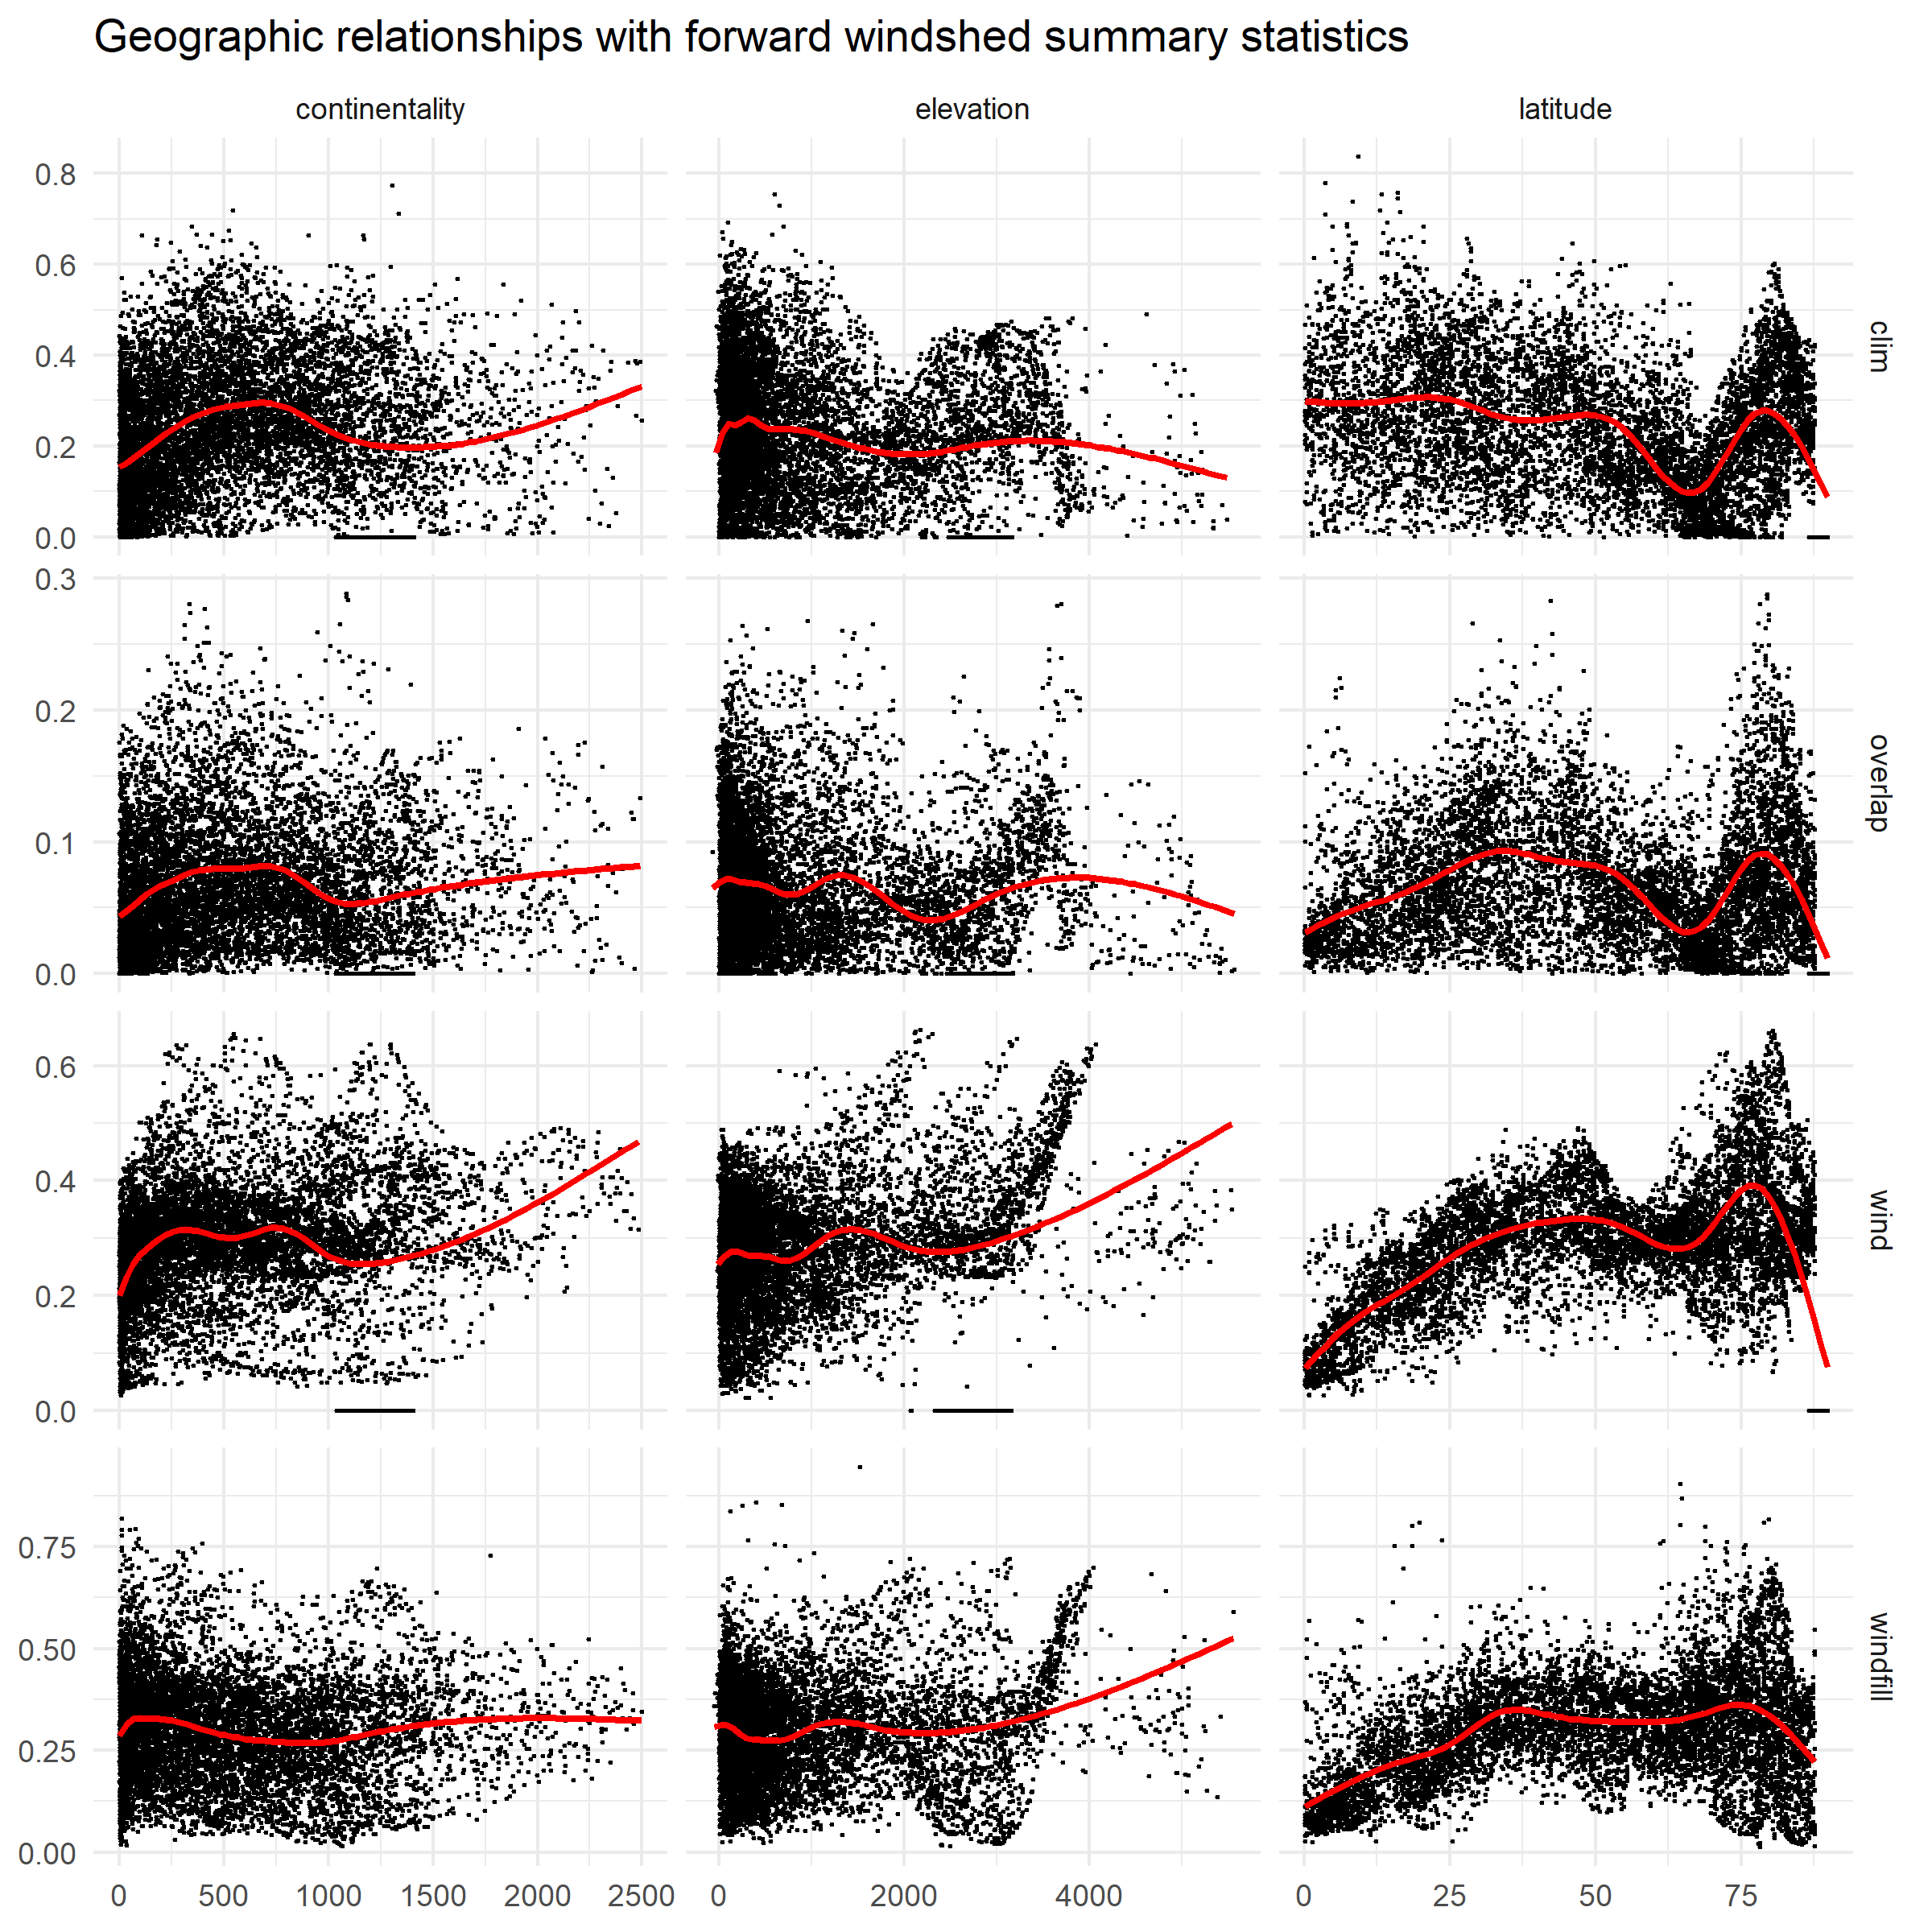 Geographic relationships with forward windshed summary statistics
continentality elevation latitude
0.8
0.6
0.4
0.2
0.0
clim
0.3
0.2
0.1
0.0
overlap
0.6
0.4
0.2
0.0
wind
0.75
0.50
0.25
0.00
windfill
0 500 1000 1500 2000 2500 0 2000 4000 0 25 50 75